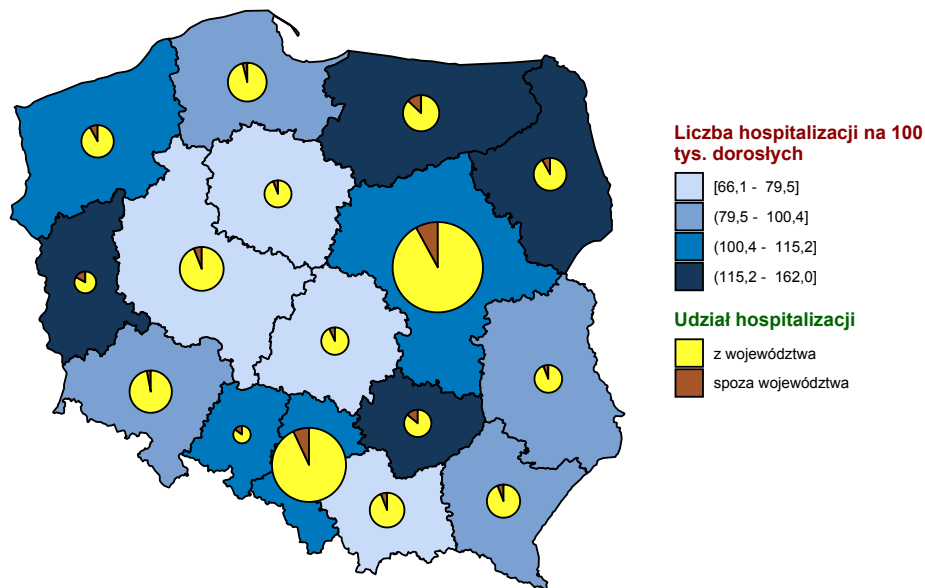 Liczba hospitalizacji na 100
tys. dorosłych
[66,1 - 79,5]
(79,5 - 100,4]
(100,4 - 115,2]
(115,2 - 162,0]
Udział hospitalizacji
z województwa
spoza województwa